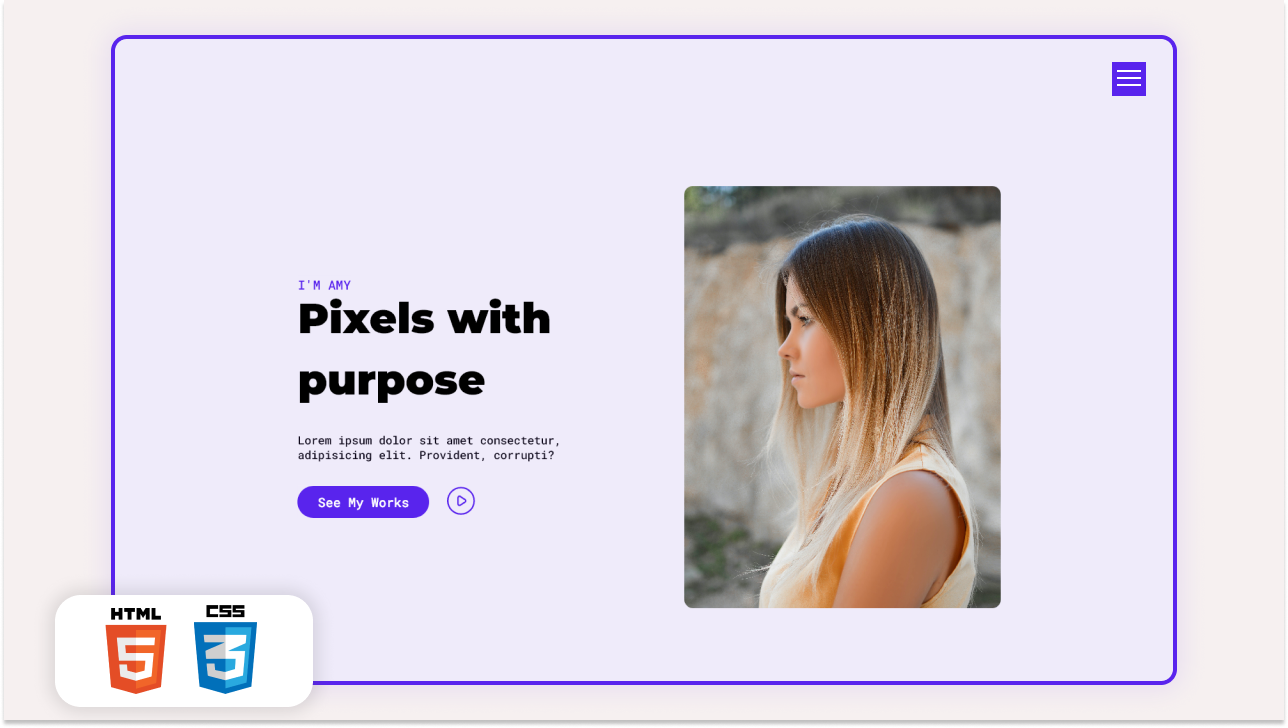 I'M AMY
Pixels with
purpose
Lorem ipsum dolor sit amet consectetur,
adipisicing elit. Provident, corrupti?
See My Works
HTML
5
CSS
3